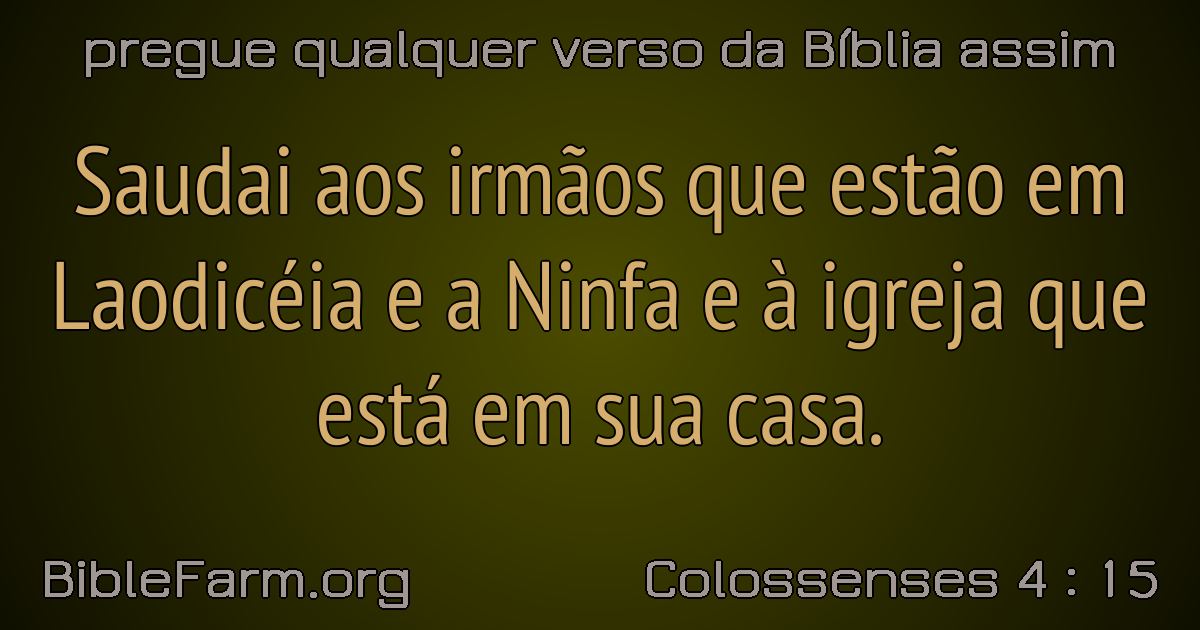 pregue qualquer verso da Bíblia assim
Saudai aos irmãos que estão em
Laodicéia e a Ninfa e à igreja que
está em sua casa.
BibleFarm.org
Colossenses 4 : 15